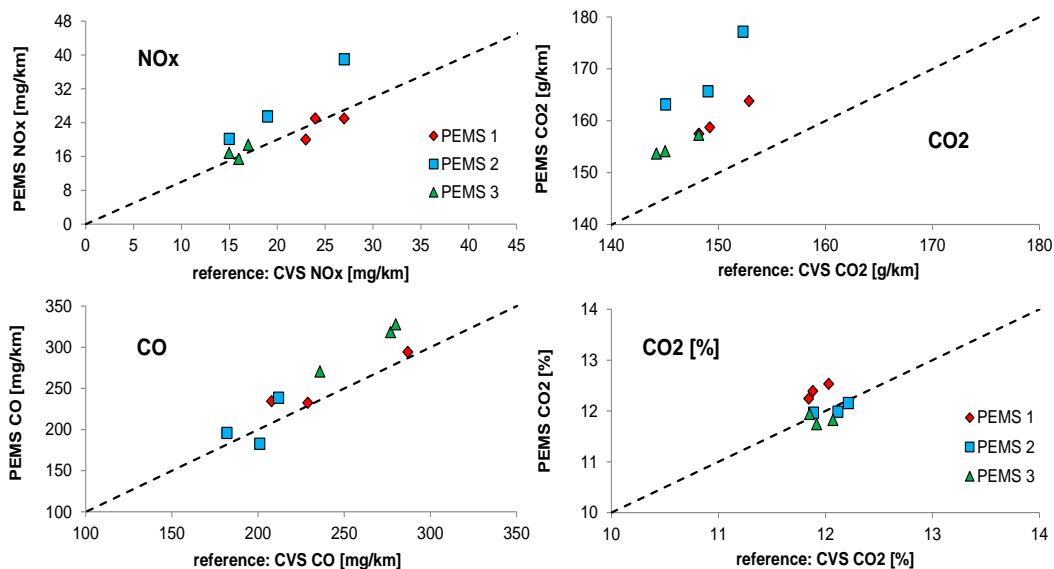 48
40
32
24
16
8
0
PEMS NOx [mg/km]
NOx
PEMS 1
PEMS 2
PEMS 3
0 5 10 15 20 25 30 35 40 45
reference: CVS NOx [mg/km]
180
170
160
150
140
PEMS CO2 [g/km]
CO2
140 150 160 170 180
reference: CVS CO2 [g/km]
350
300
250
200
150
100
PEMS CO [mg/km]
CO
100 150 200 250 300 350
reference: CVS CO [mg/km]
14
13
12
11
10
PEMS CO2 [%]
CO2 [%]
PEMS 1
PEMS 2
PEMS 3
10 11 12 13 14
reference: CVS CO2 [%]